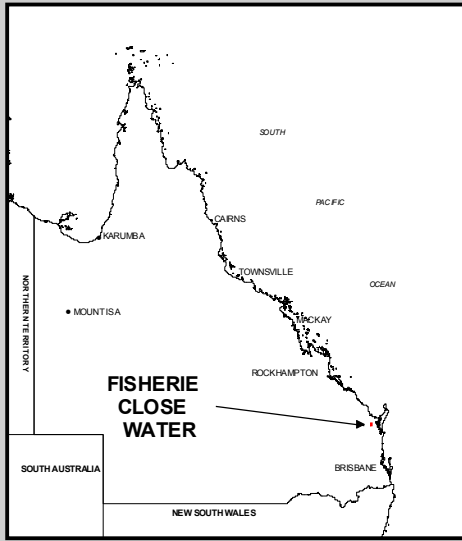 SOUTH
PACIFIC
CAIRNS
KARUMBA
TOWNSVILLE
OCEAN
NORTHERN TERRITORY
MOUNT ISA
MACKAY
ROCKHAMPTON
FISHERIE
CLOSE
WATER
BRISBANE
SOUTH AUSTRALIA
NEW SOUTH WALES